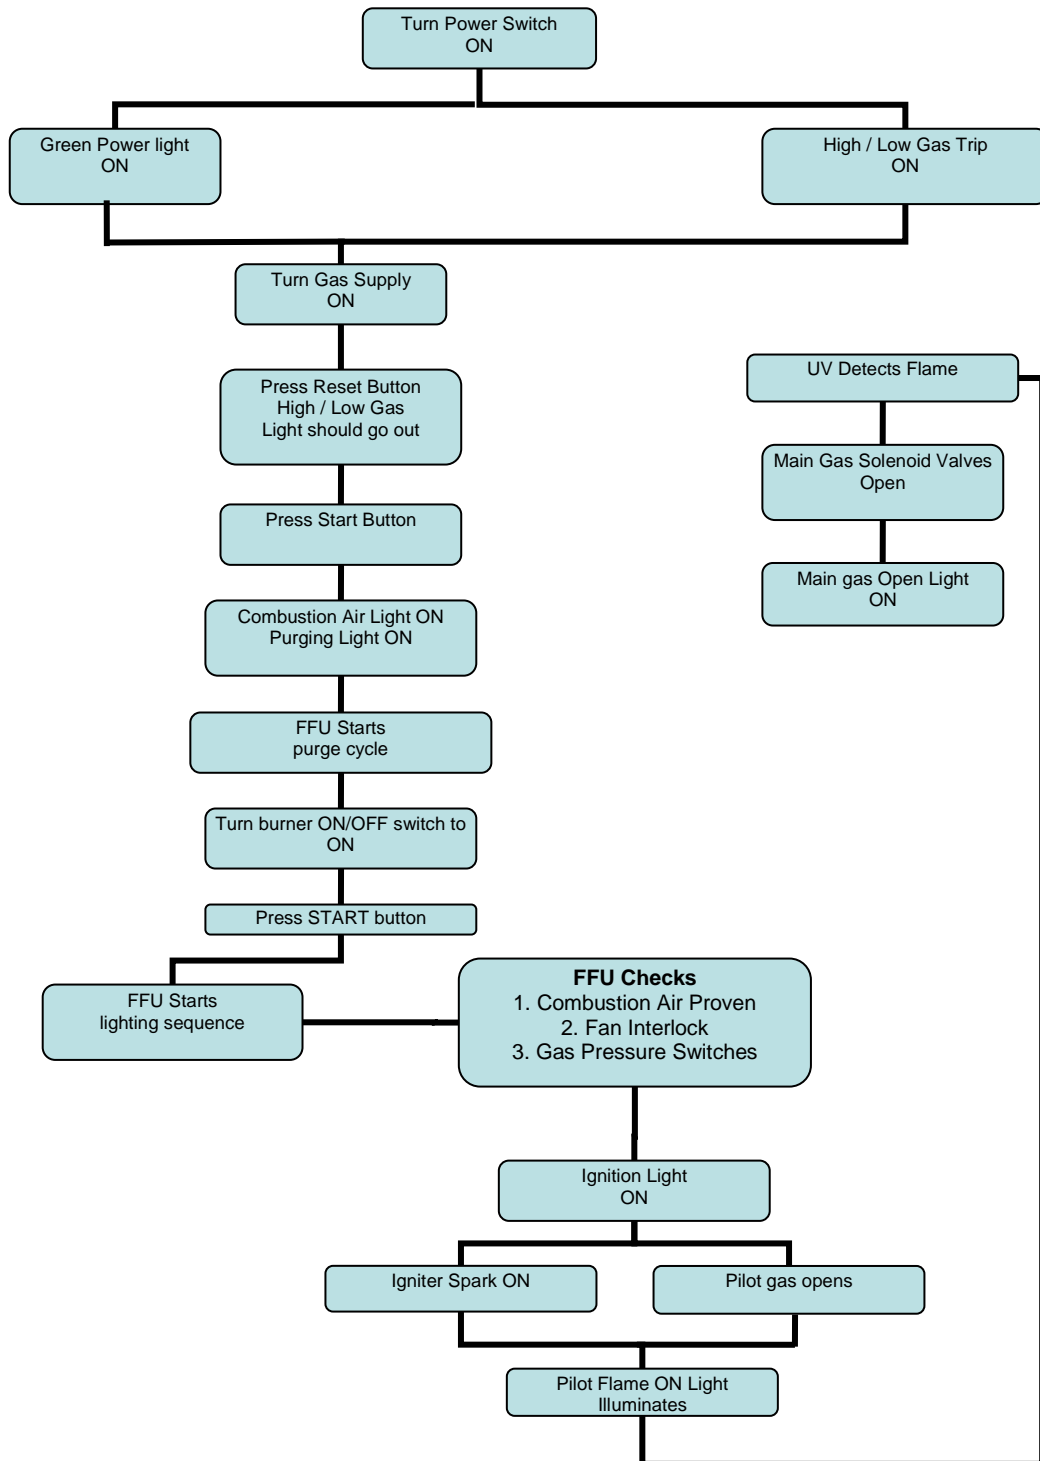 Turn Power Switch
ON
Green Power light
ON
High / Low Gas Trip
ON
Turn Gas Supply
ON
Press Reset Button
High / Low Gas
Light should go out
Press Start Button
Combustion Air Light ON
Purging Light ON
FFU Starts
purge cycle
Turn burner ON/OFF switch to
ON
Press START button
FFU Starts
lighting sequence
FFU Checks
1. Combustion Air Proven
2. Fan Interlock
3. Gas Pressure Switches
Ignition Light
ON
Igniter Spark ON
Pilot gas opens
Pilot Flame ON Light
Illuminates
UV Detects Flame
Main Gas Solenoid Valves
Open
Main gas Open Light
ON